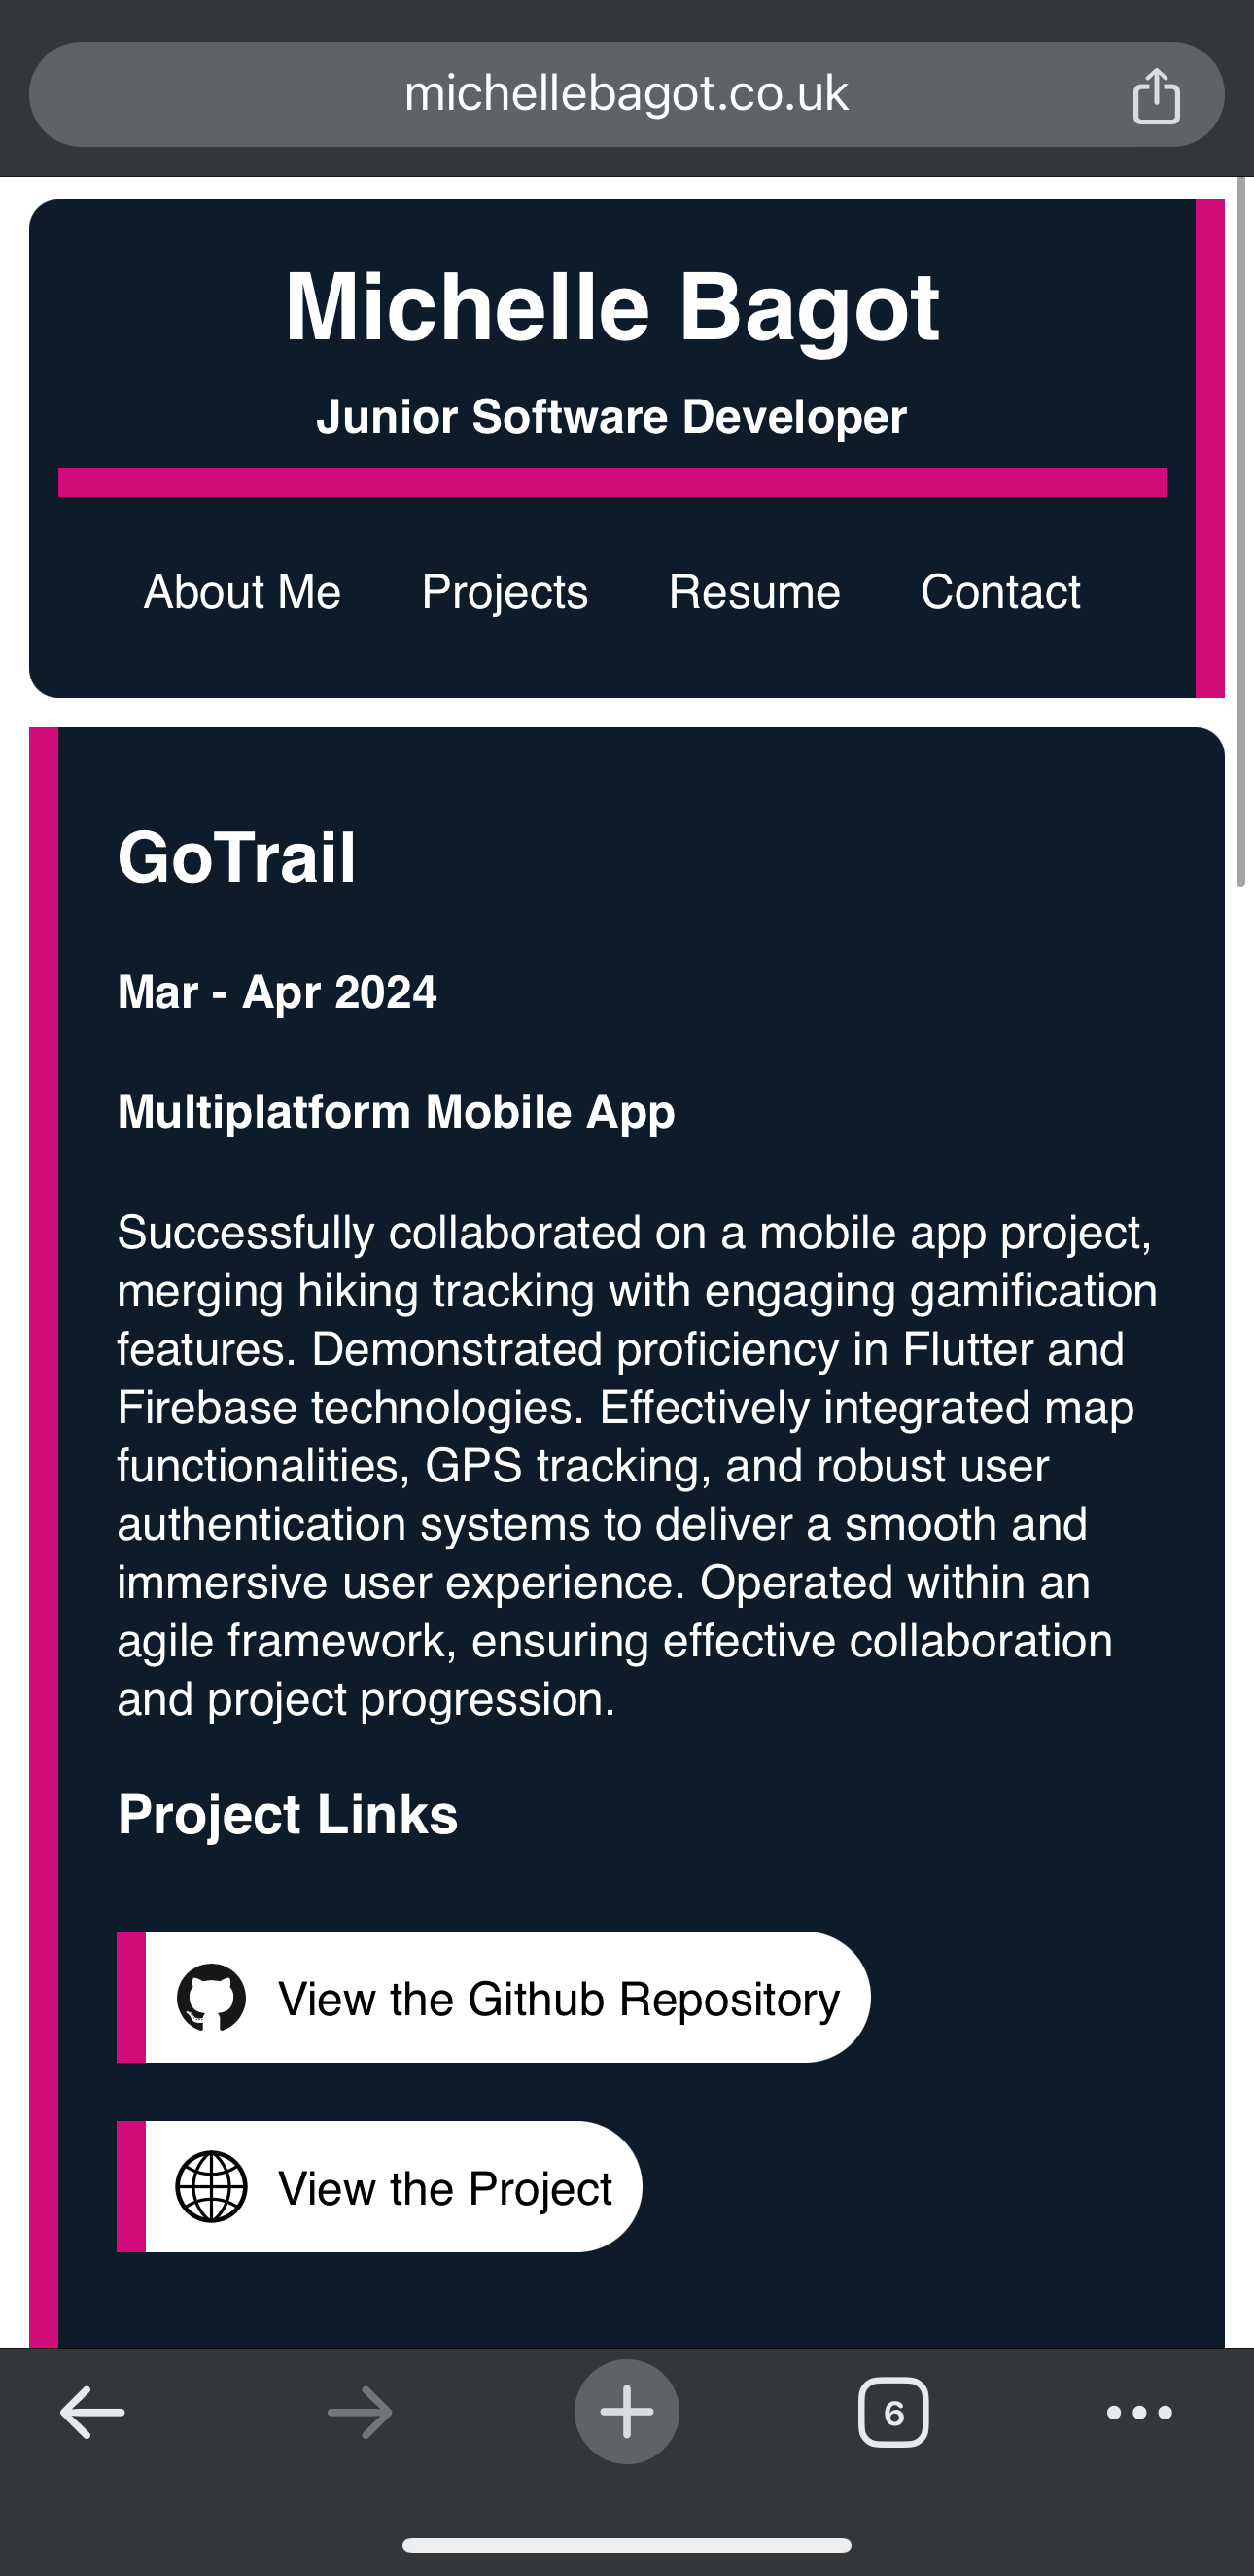 michellebagot.co.uk
Michelle Bagot
Junior Software Developer
About Me Projects Resume Contact
GoTrail
Mar - Apr 2024
Multiplatform Mobile App
Successfully collaborated on a mobile app project,
merging hiking tracking with engaging gamification
features. Demonstrated proficiency in Flutter and
Firebase technologies. Effectively integrated map
functionalities, GPS tracking, and robust user
authentication systems to deliver a smooth and
immersive user experience. Operated within an
agile framework, ensuring effective collaboration
and project progression.
Project Links
View the Github Repository
View the Project
6